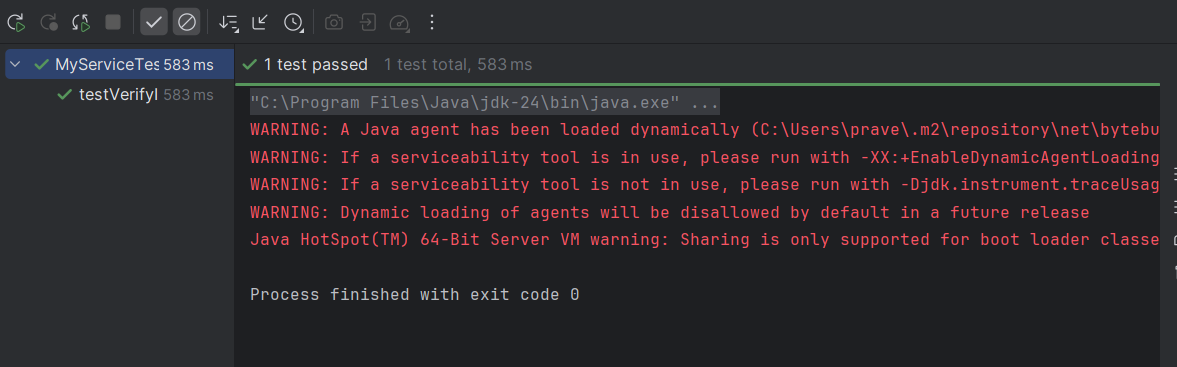 MyServiceTes 583 ms
testVerifyI 583 ms
1 test passed 1 test total, 583 ms
"C:\Program Files\Java\jdk-24\bin\java.exe" ...
WARNING: A Java agent has been loaded dynamically (C:\Users\prave\.m2\repository\net\bytebu
WARNING: If a serviceability tool is in use, please run with -XX:+EnableDynamicAgentLoading
WARNING: If a serviceability tool is not in use, please run with -Djdk.instrument.traceUsag
WARNING: Dynamic loading of agents will be disallowed by default in a future release
Java HotSpot(TM) 64-Bit Server VM warning: Sharing is only supported for boot loader classe
Process finished with exit code 0